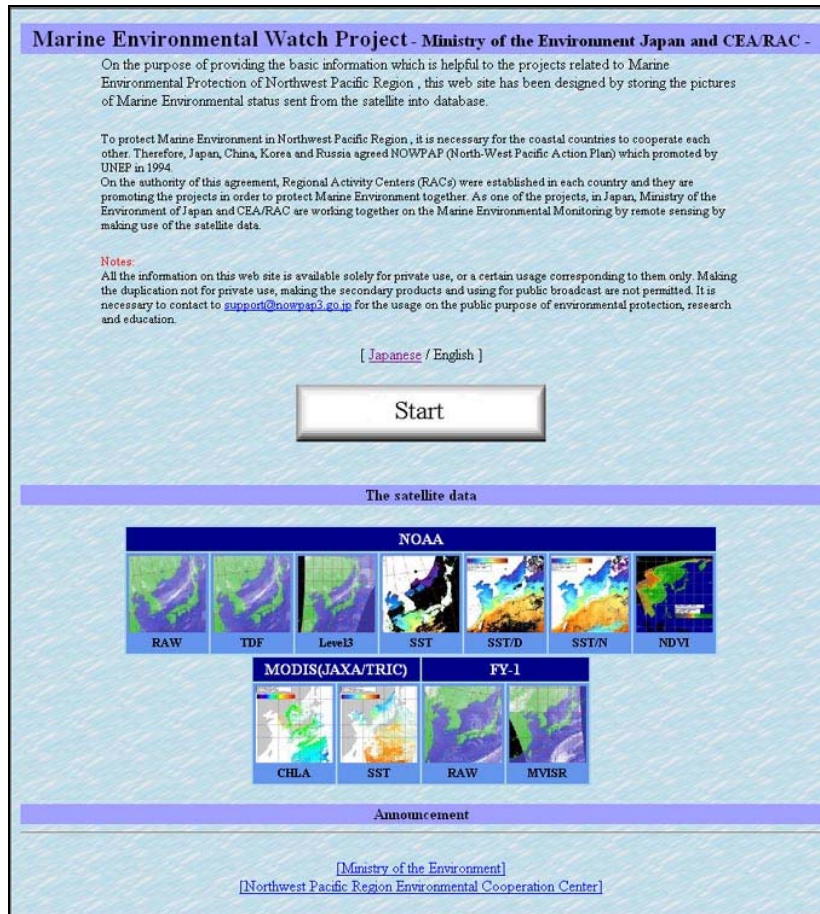 Marine Environmental Watch Project - Ministry of the Environment Japan and CEA/RAC -
On the purpose of providing the basic information which is helpful to the projects related to Marine
Environmental Protection of Northwest Pacific Region , this web site has been designed by storing the pictures
of Marine Environmental status sent from the satellite into database.
To protect Marine Environment in Northwest Pacific Region , it is necessary for the coastal countries to cooperate each
other. Therefore, Japan, China, Korea and Russia agreed NOWPAP (North-West Pacific Action Plan) which promoted by
UNEP in 1994.
On the authority of this agreement, Regional Activity Centers (RACs) were established in each country and they are
promoting the projects in order to protect Marine Environment together. As one of the projects, in Japan, Ministry of the
Environment of Japan and CEA/RAC are working together on the Marine Environmental Monitoring by remote sensing by
making use of the satellite data.
Notes:
All the information on this web site is available solely for private use, or a certain usage corresponding to them only. Making
the duplication not for private use, making the secondary products and using for public broadcast are not permitted. It is
necessary to contact to support@nowpap3.go.jp for the usage on the public purpose of environmental protection, research
and education.
[ Japanese / English ]
Start
The satellite data
NOAA
RAW TDF Level3 SST SST/D SST/N NDVI
MODIS(JAXA/TRIC) FY-1
CHLA SST RAW MVISR
Announcement
[Ministry of the Environment]
[Northwest Pacific Region Environmental Cooperation Center]